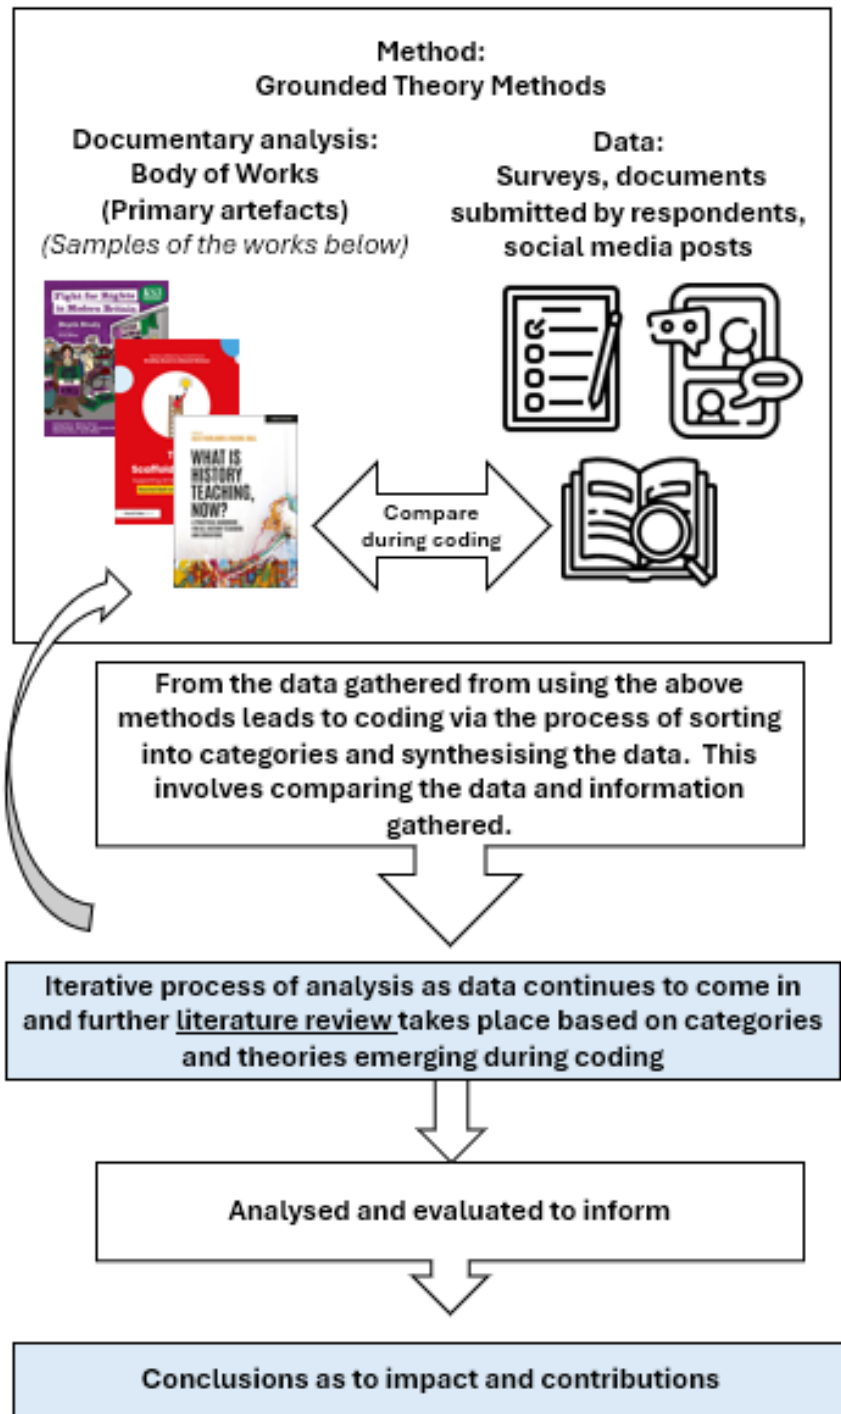 Method:
Grounded Theory Methods
Documentary analysis:
Body of Works
(Primary artefacts)
(Samples of the works below)
Data:
Surveys, documents
submitted by respondents,
social media posts
Fight for Rights
in Modern Britain
KS3
WHAT IS
HISTORY
TEACHING,
NOW?
Compare
during coding
From the data gathered from using the above
methods leads to coding via the process of sorting
into categories and synthesising the data. This
involves comparing the data and information
gathered.
Iterative process of analysis as data continues to come in
and further literature review takes place based on categories
and theories emerging during coding
Analysed and evaluated to inform
Conclusions as to impact and contributions